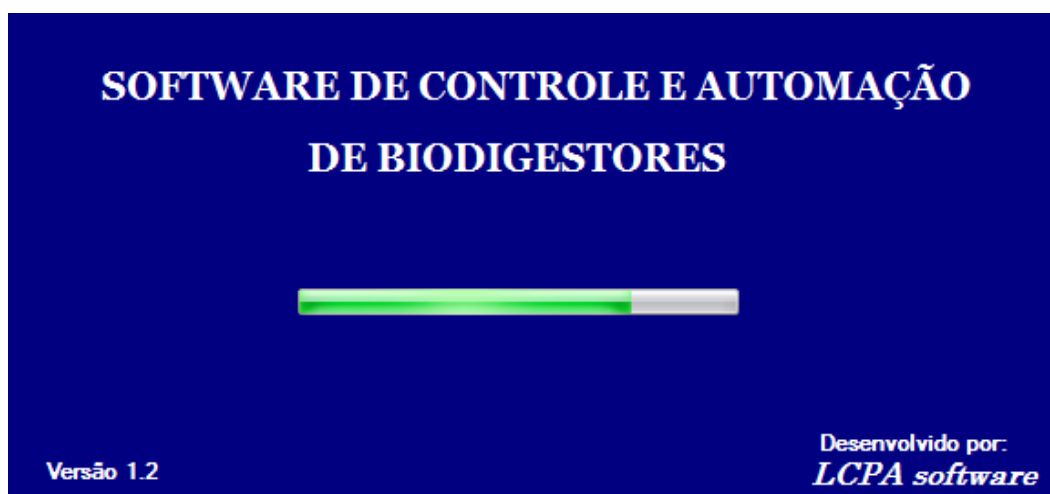 SOFTWARE DE CONTROLE E AUTOMAÇÃO
DE BIODIGESTORES
Versão 1.2
Desenvolvido por:
LCPA software